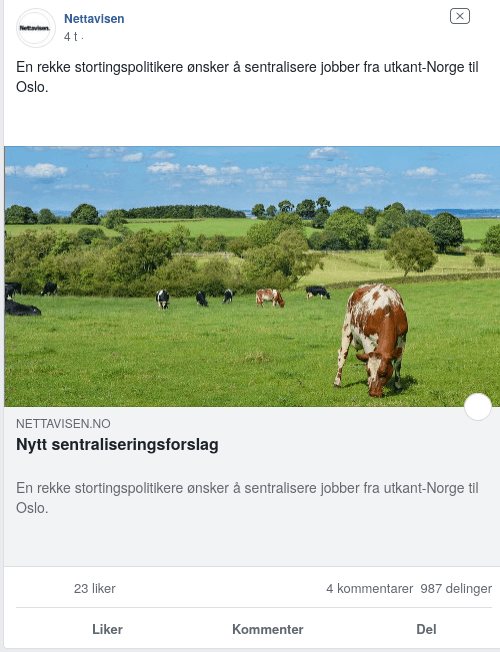 Nettavisen.
Nettavisen
4 t ·
En rekke stortingspolitikere ønsker å sentralisere jobber fra utkant-Norge til
Oslo.
NETTAVISEN.NO
Nytt sentraliseringsforslag
En rekke stortingspolitikere ønsker å sentralisere jobber fra utkant-Norge til
Oslo.
23 liker 4 kommentarer 987 delinger
Liker Kommenter Del